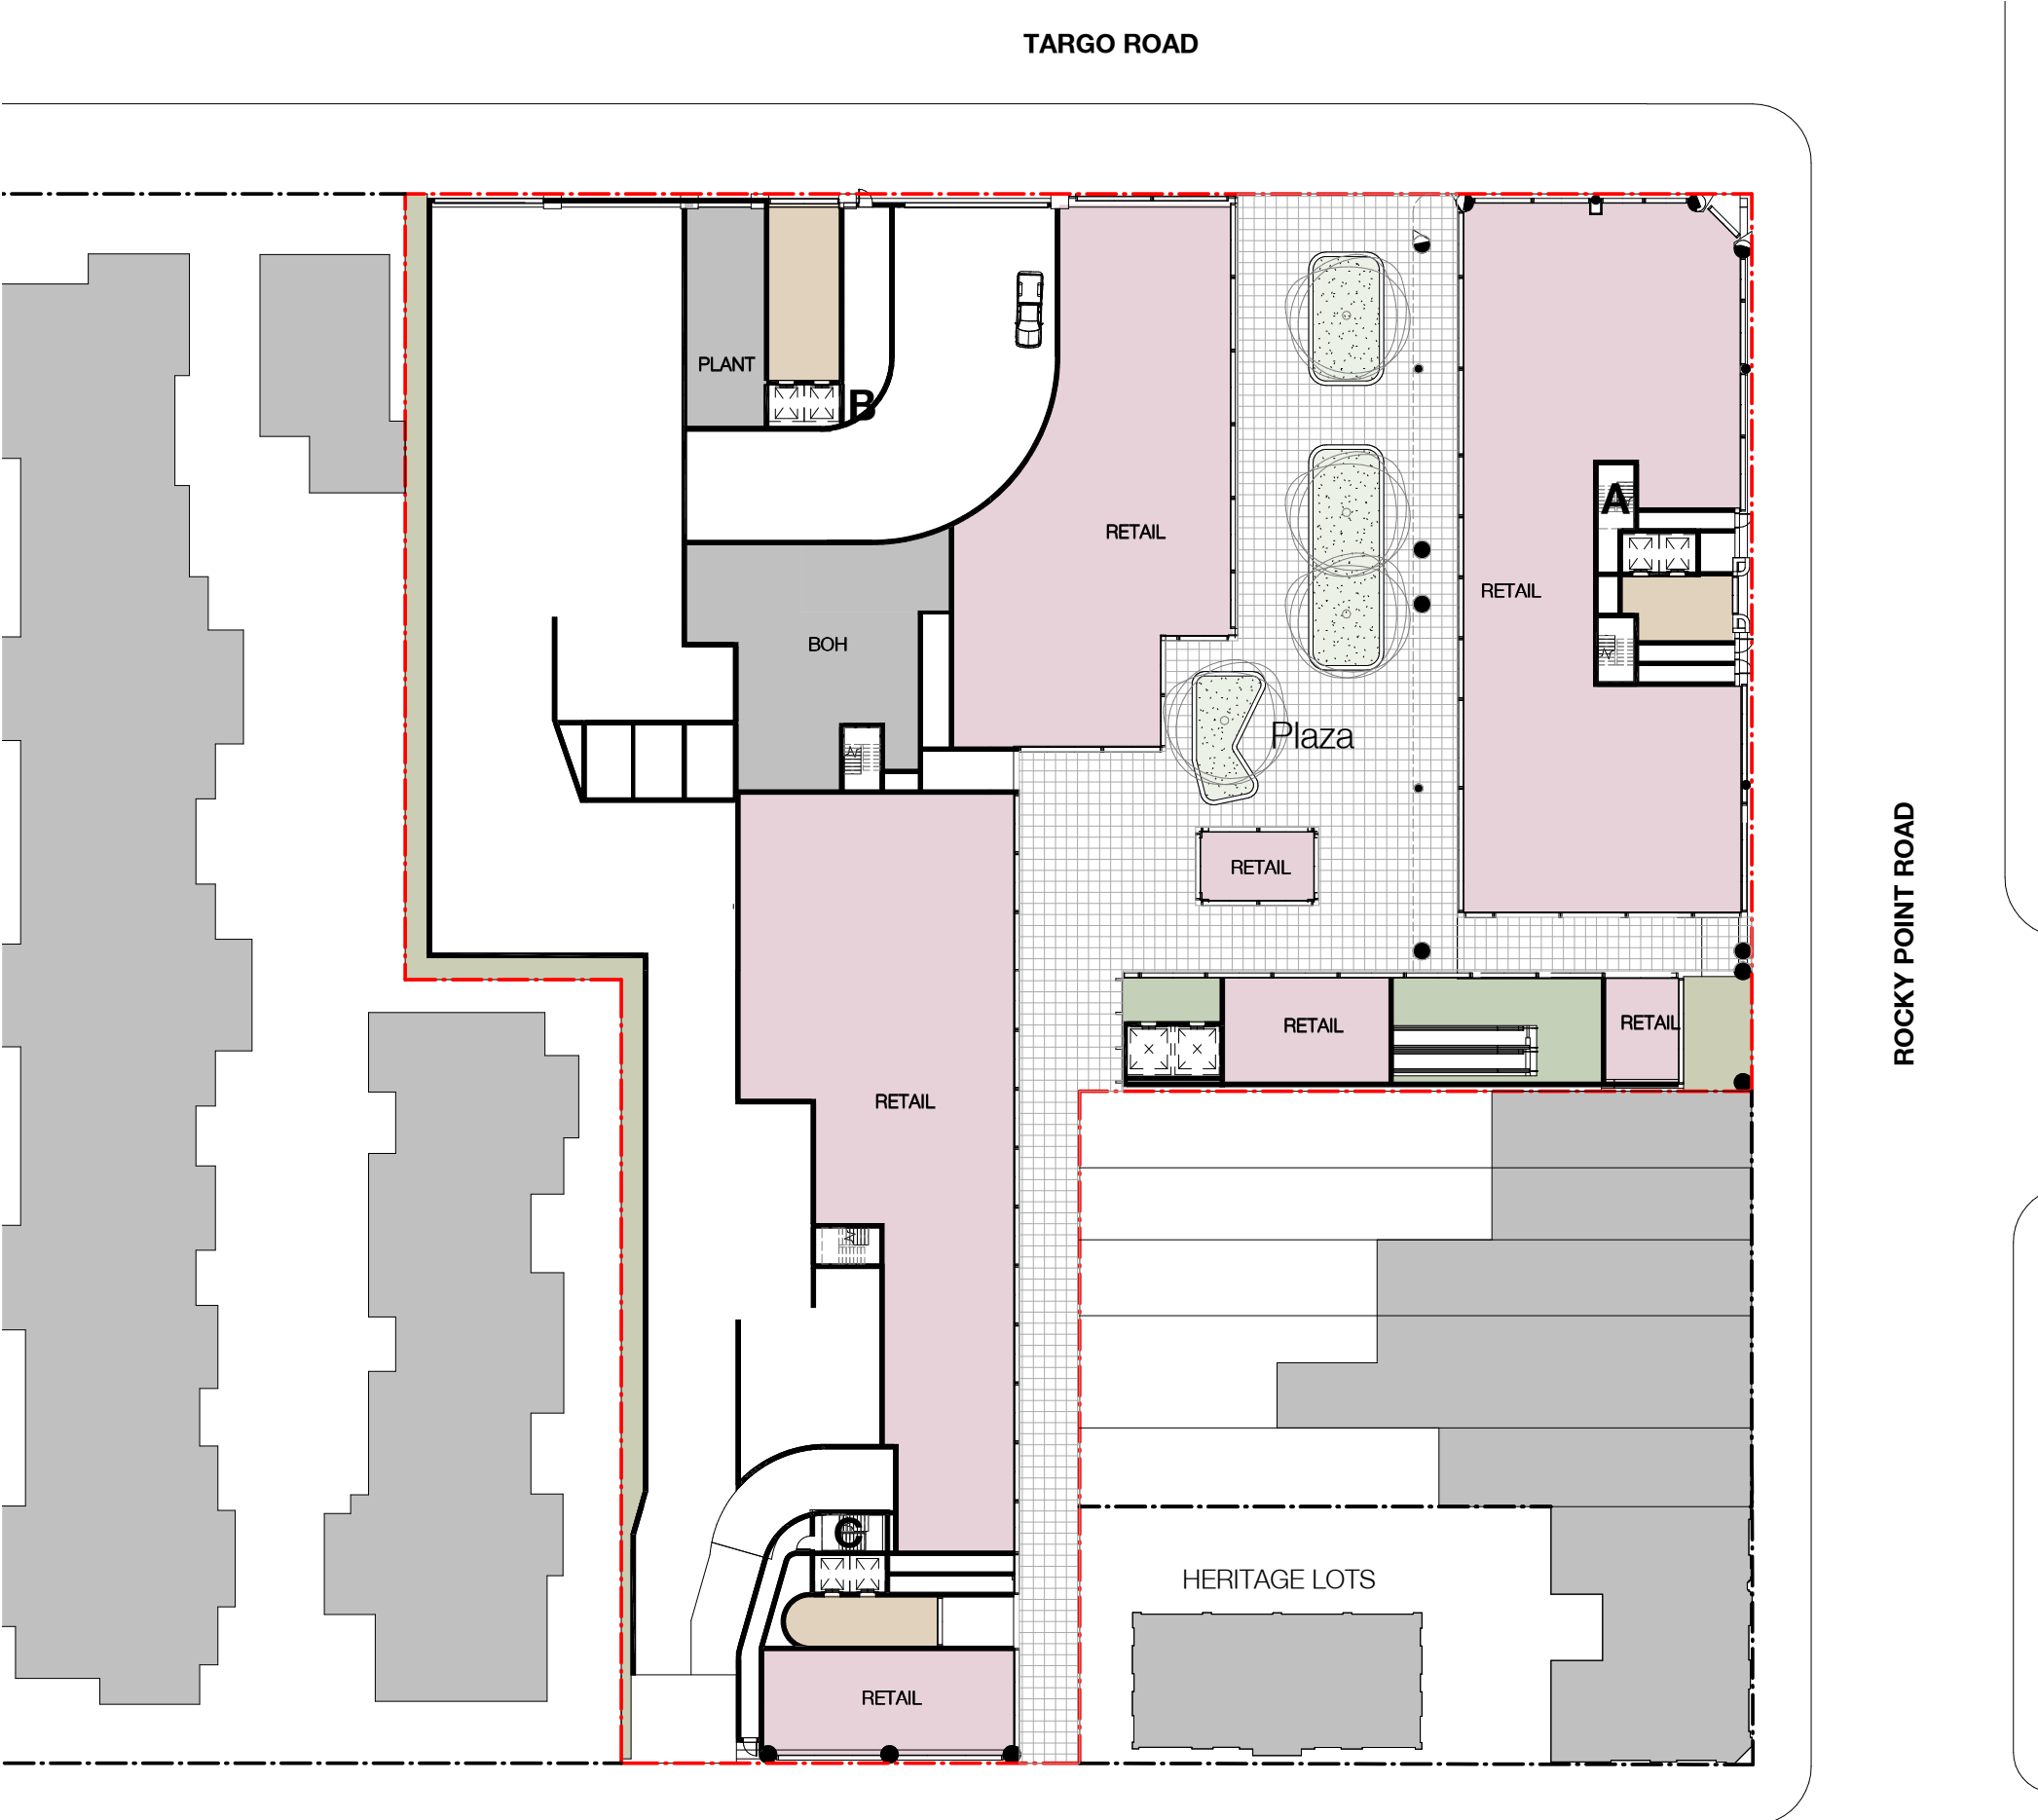 TARGO ROAD
PLANT
B
A
RETAIL
RETAIL
BOH
Plaza
RETAIL
ROCKY POINT ROAD
RETAIL
RETAIL
RETAIL
C
HERITAGE LOTS
RETAIL